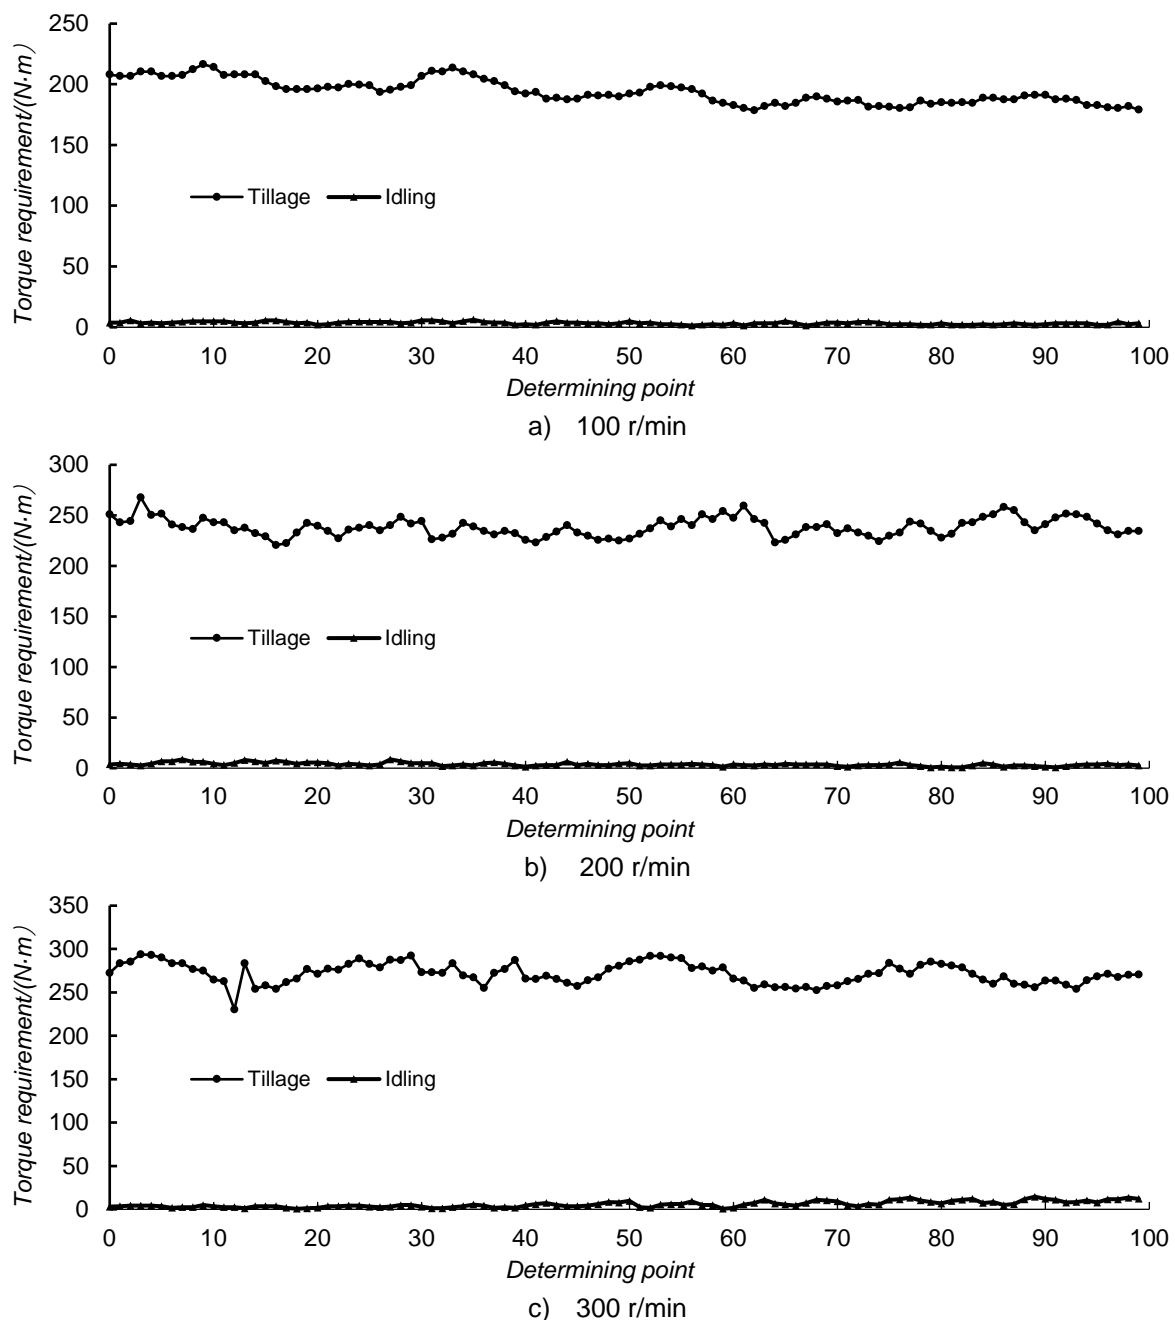 250
200
150
100
50
0
Torque requirement/(N·m)
Tillage Idling
0 10 20 30 40 50 60 70 80 90 100
Determining point
a) 100 r/min
300
250
200
150
100
50
0
Torque requirement/(N·m)
Tillage Idling
0 10 20 30 40 50 60 70 80 90 100
Determining point
b) 200 r/min
350
300
250
200
150
100
50
0
Torque requirement/(N·m)
Tillage Idling
0 10 20 30 40 50 60 70 80 90 100
Determining point
c) 300 r/min